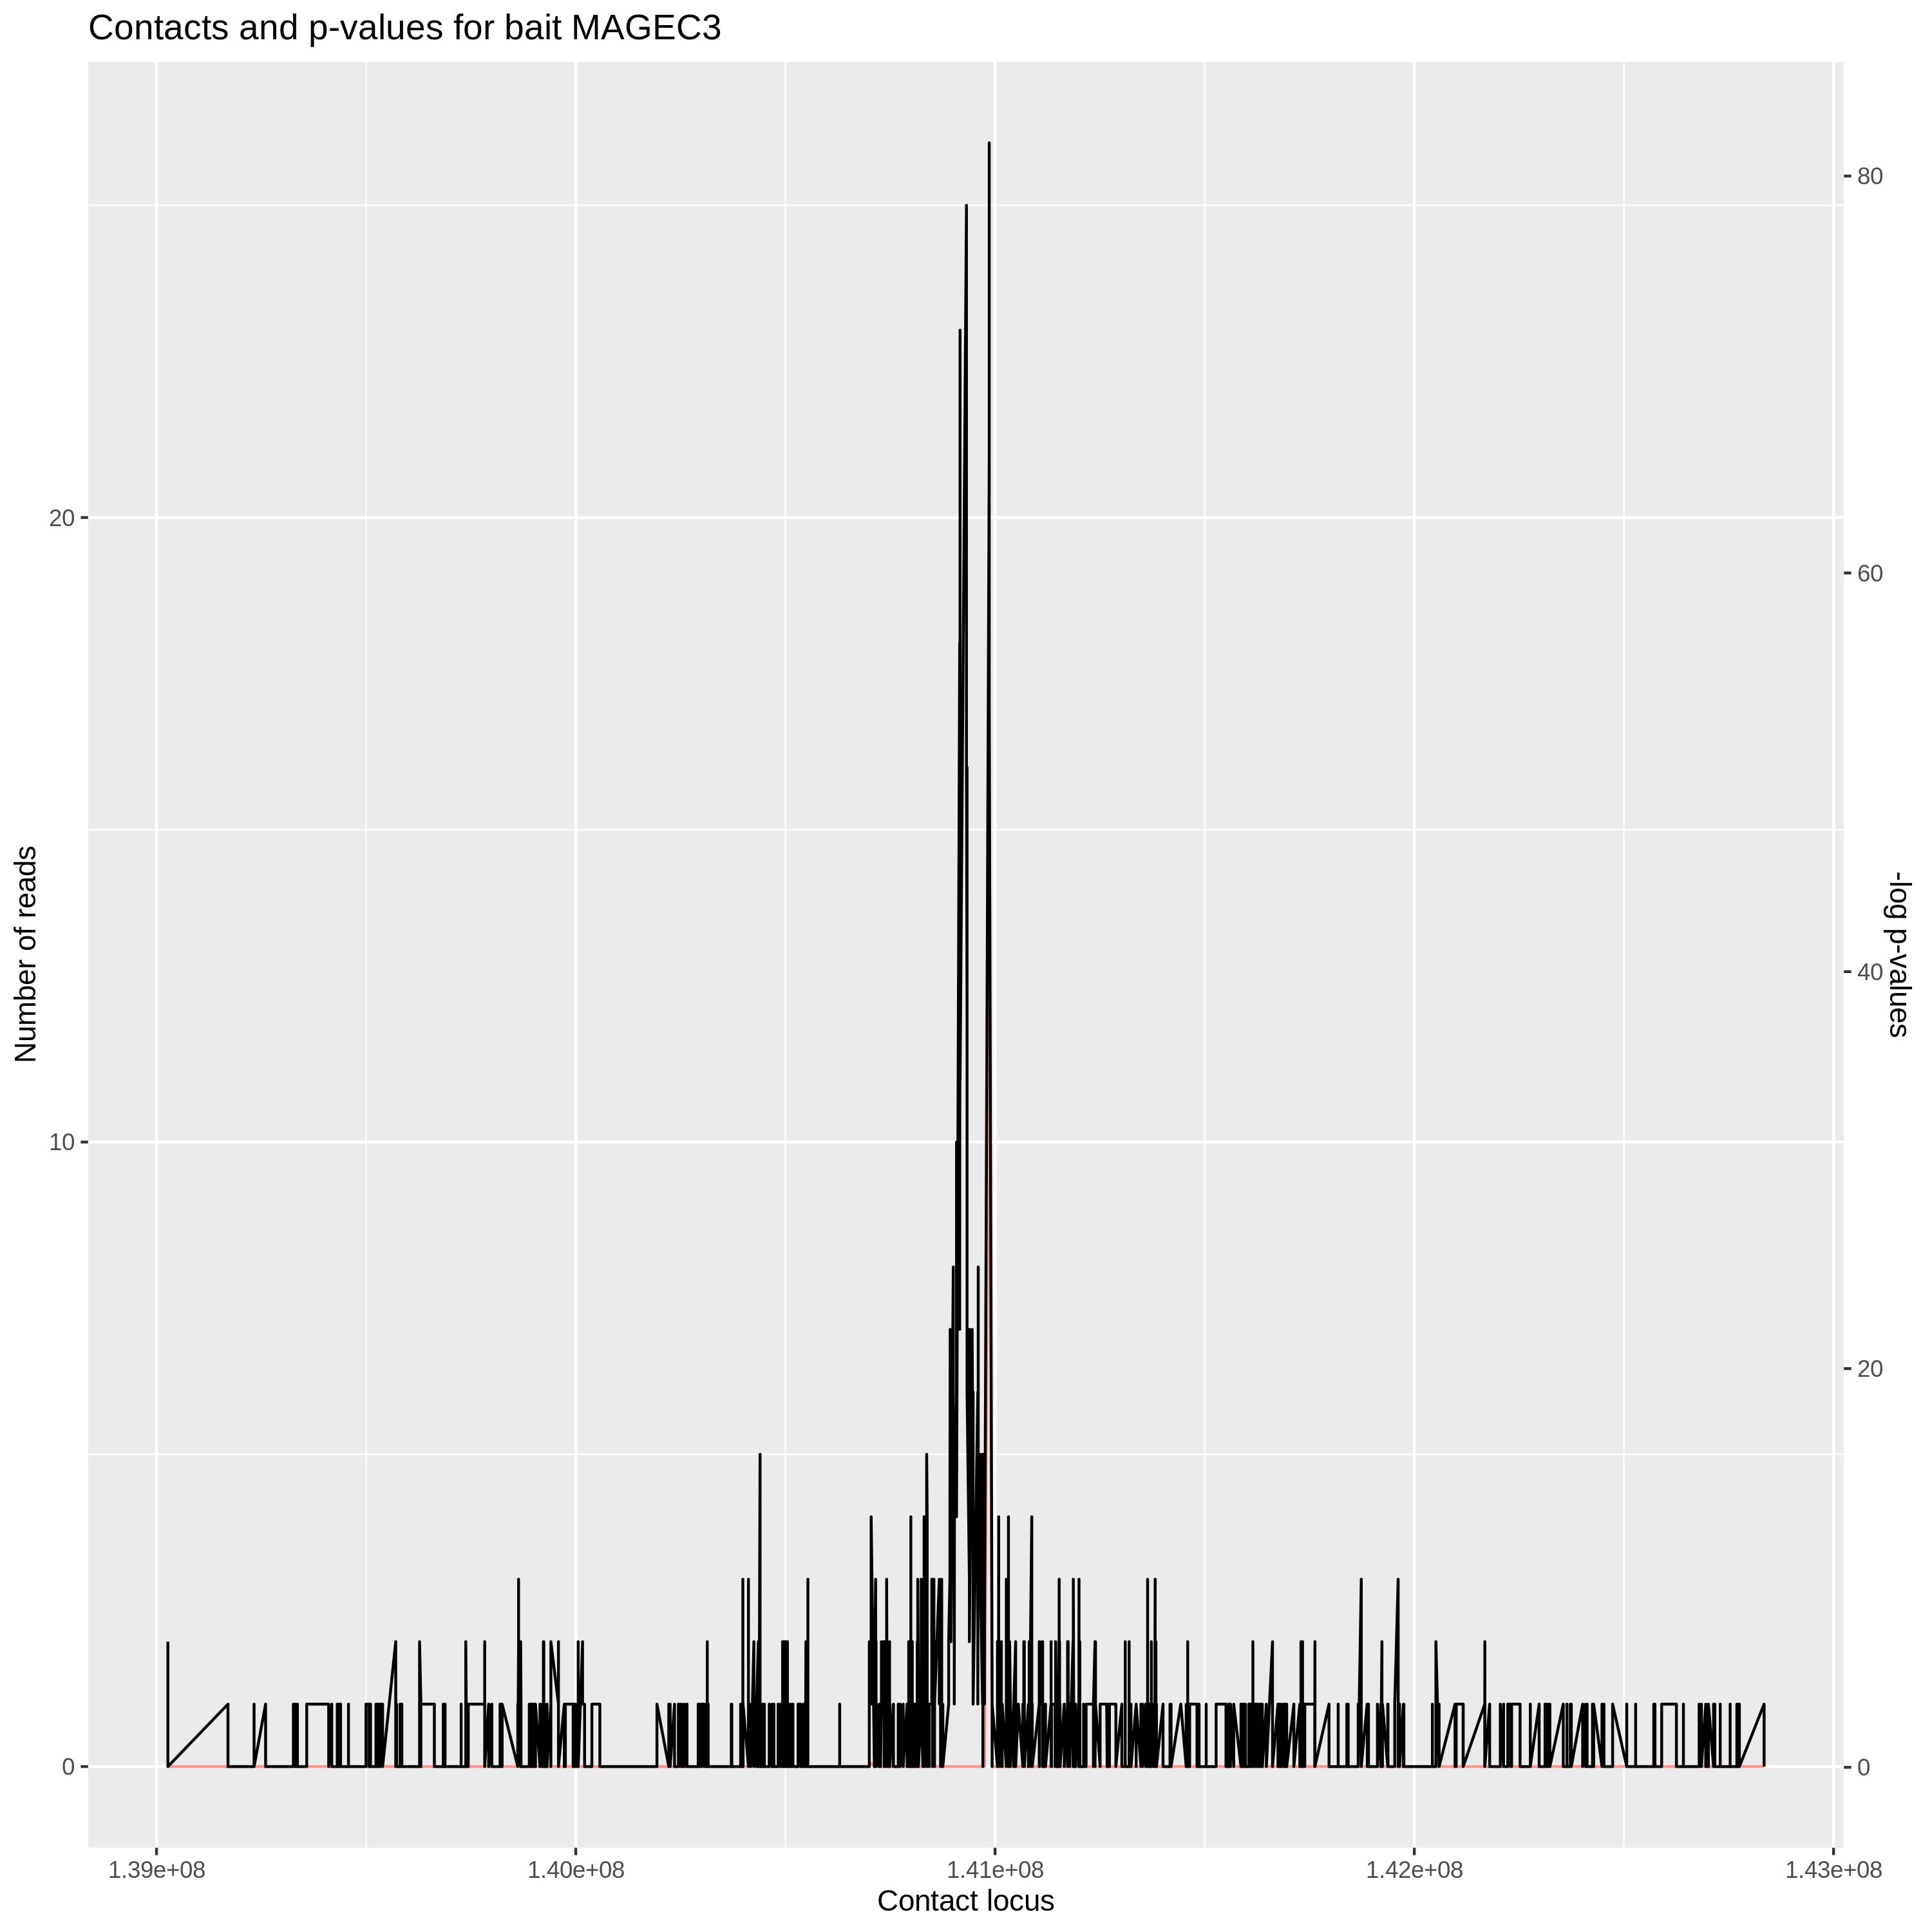 Contacts and p-values for bait MAGEC3
80
20
60
Number of reads
-log p-values
40
10
20
0
0
1.39e+08
1.40e+08
1.41e+08
1.42e+08
1.43e+08
Contact locus